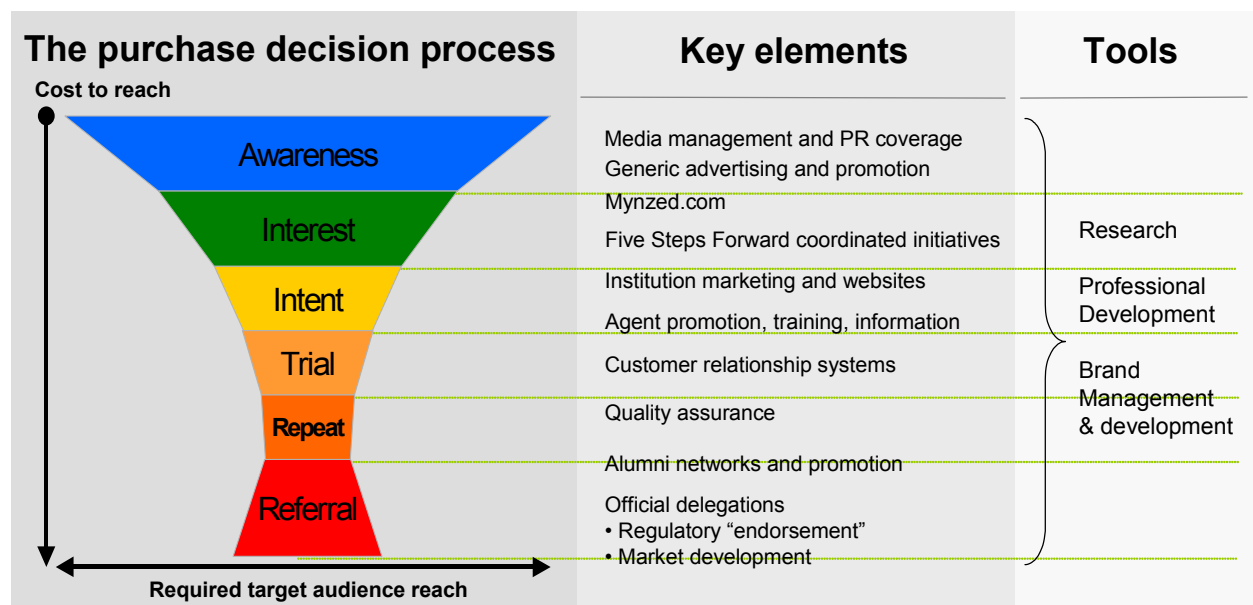 The purchase decision process
Key elements
Tools
Cost to reach
Awareness
Interest
Intent
Trial
Repeat
Referral
Required target audience reach
Media management and PR coverage
Generic advertising and promotion
Mynzed.com
Five Steps Forward coordinated initiatives
Institution marketing and websites
Agent promotion, training, information
Customer relationship systems
Quality assurance
Alumni networks and promotion
Official delegations
• Regulatory “endorsement”
• Market development
Research
Professional
Development
Brand
Management
& development